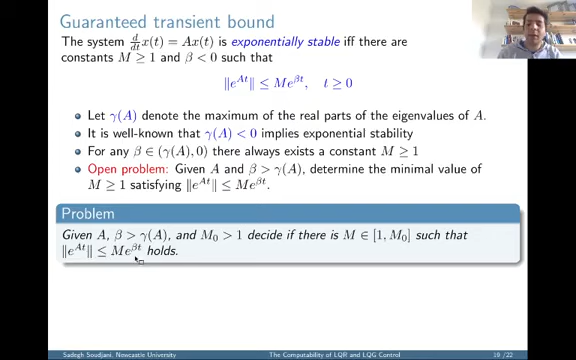 Guaranteed transient bound
The system d/dt x(t) = Ax(t) is exponentially stable iff there are
constants M ≥ 1 and β < 0 such that
‖e^{At}‖ ≤ Me^{βt}, t ≥ 0
Let γ(A) denote the maximum of the real parts of the eigenvalues of A.
It is well-known that γ(A) < 0 implies exponential stability
For any β ∈ (γ(A), 0) there always exists a constant M ≥ 1
Open problem: Given A and β > γ(A), determine the minimal value of
M ≥ 1 satisfying ‖e^{At}‖ ≤ Me^{βt}.
Problem
Given A, β > γ(A), and M₀ > 1 decide if there is M ∈ [1, M₀] such that
‖e^{At}‖ ≤ Me^{βt} holds.
Sadegh Soudjani, Newcastle University The Computability of LQR and LQG Control 18 /22